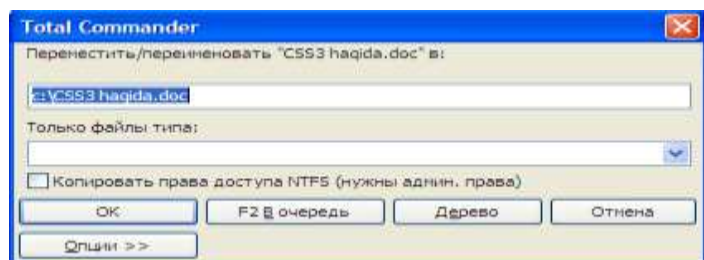 Total Commander
Переместить/переименовать "CSS3 haqida.doc" в:
c:\CSS3 haqida.doc
Только файлы типа:
Копировать права доступа NTFS (нужны админ. права)
OK F2 В очередь Дерево Отмена
Опции >>